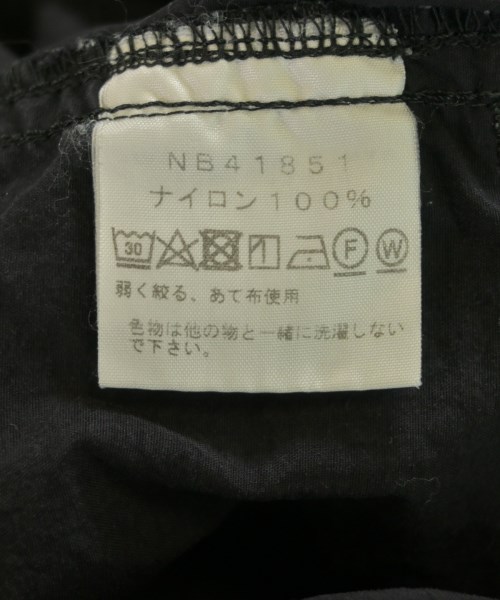 NB41851
ナイロン100%
30 F W
弱く絞る、あて布使用
色物は他の物と一緒に洗濯しない
で下さい。